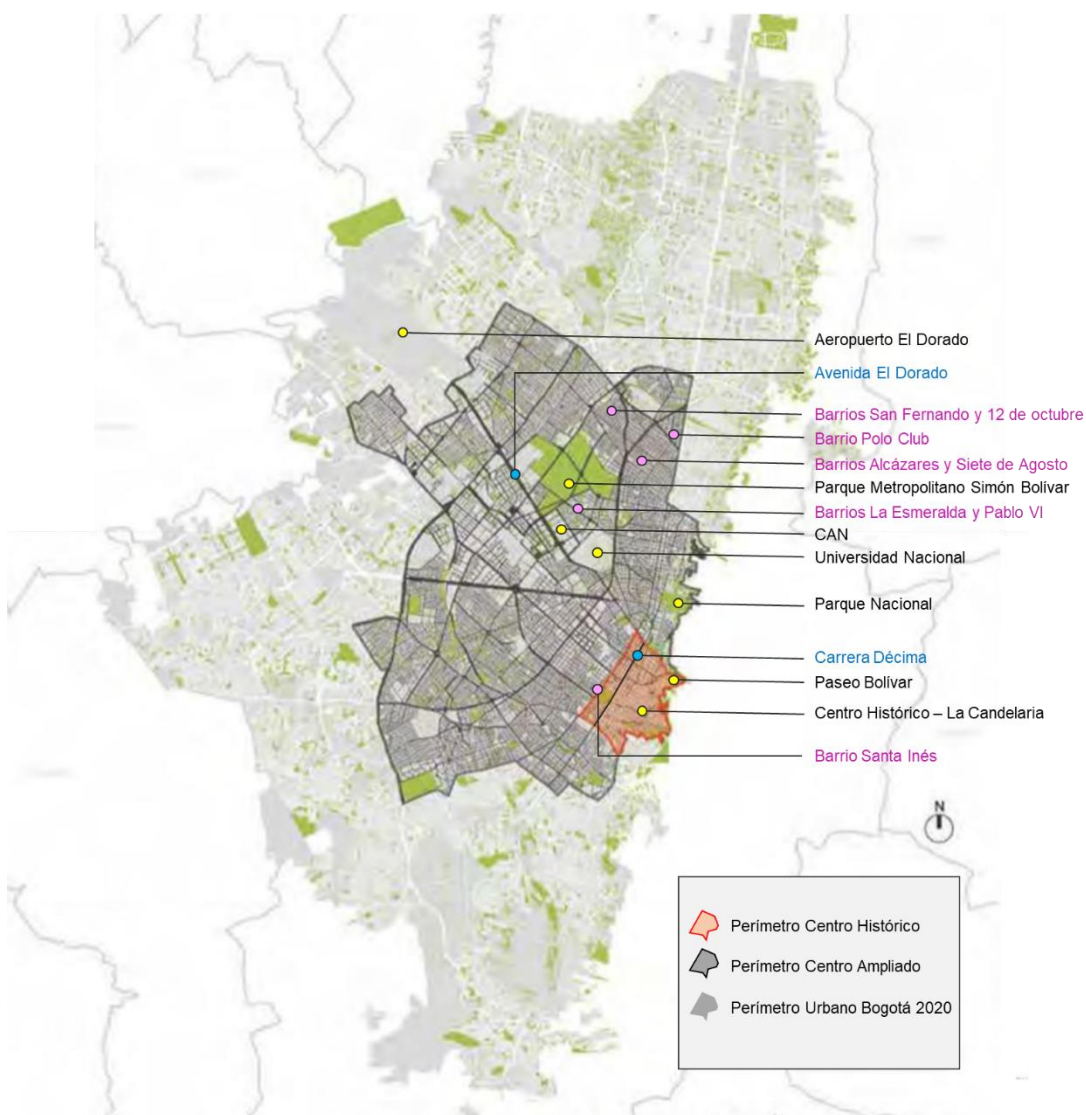 Aeropuerto El Dorado
Avenida El Dorado
Barrios San Fernando y 12 de octubre
Barrio Polo Club
Barrios Alcázares y Siete de Agosto
Parque Metropolitano Simón Bolívar
Barrios La Esmeralda y Pablo VI
CAN
Universidad Nacional
Parque Nacional
Carrera Décima
Paseo Bolívar
Centro Histórico – La Candelaria
Barrio Santa Inés
N
Perímetro Centro Histórico
Perímetro Centro Ampliado
Perímetro Urbano Bogotá 2020